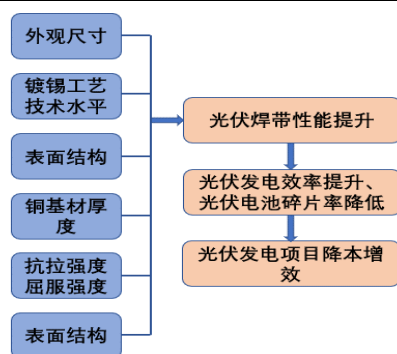 外观尺寸
镀锡工艺
技术水平
表面结构
铜基材厚
度
抗拉强度
屈服强度
表面结构
光伏焊带性能提升
光伏发电效率提升、
光伏电池碎片率降低
光伏发电项目降本增
效